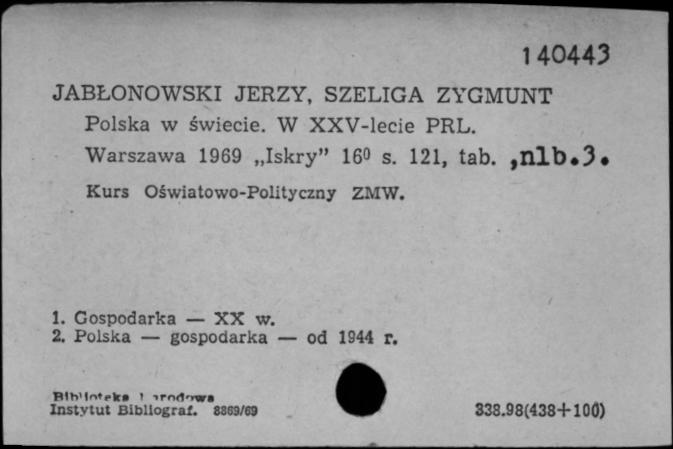 140443
JABŁONOWSKI JERZY, SZELIGA ZYGMUNT
Polska w świecie. W XXV-lecie PRL.
Warszawa 1969 „Iskry” 16⁰ s. 121, tab. ,nlb.3.
Kurs Oświatowo-Polityczny ZMW.
1. Gospodarka — XX w.
2. Polska — gospodarka — od 1944 r.
Biblioteka
Instytut Bibliograf. 8869/69
338.98(438+100)